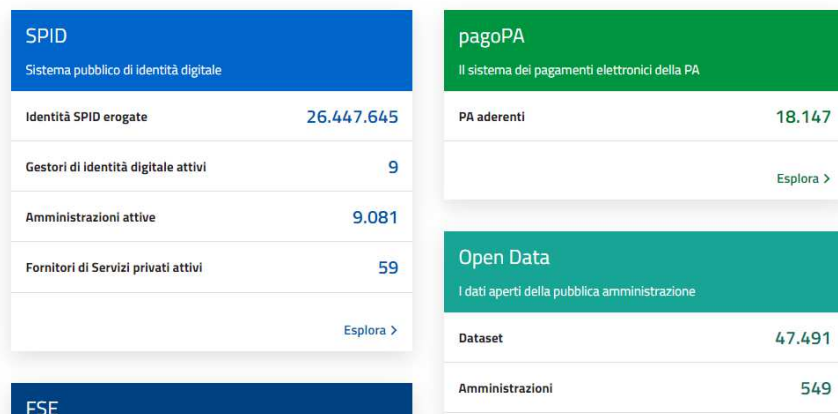 SPID
Sistema pubblico di identità digitale
Identità SPID erogate 26.447.645
Gestori di identità digitale attivi 9
Amministrazioni attive 9.081
Fornitori di Servizi privati attivi 59
Esplora >
FSE
pagoPA
Il sistema dei pagamenti elettronici della PA
PA aderenti 18.147
Esplora >
Open Data
I dati aperti della pubblica amministrazione
Dataset 47.491
Amministrazioni 549